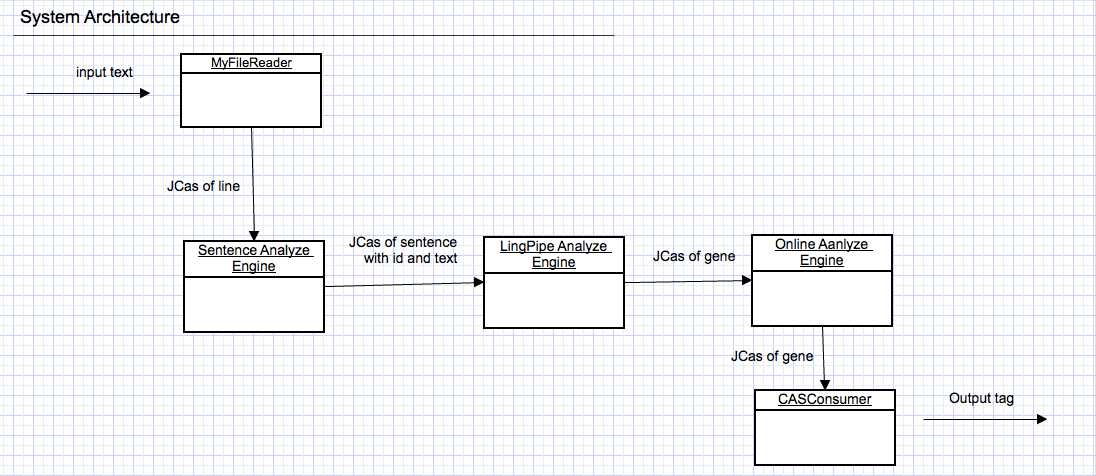 System Architecture
input text
MyFileReader
JCas of line
Sentence Analyze
Engine
JCas of sentence
with id and text
LingPipe Analyze
Engine
JCas of gene
Online Aanlyze
Engine
JCas of gene
CASConsumer
Output tag